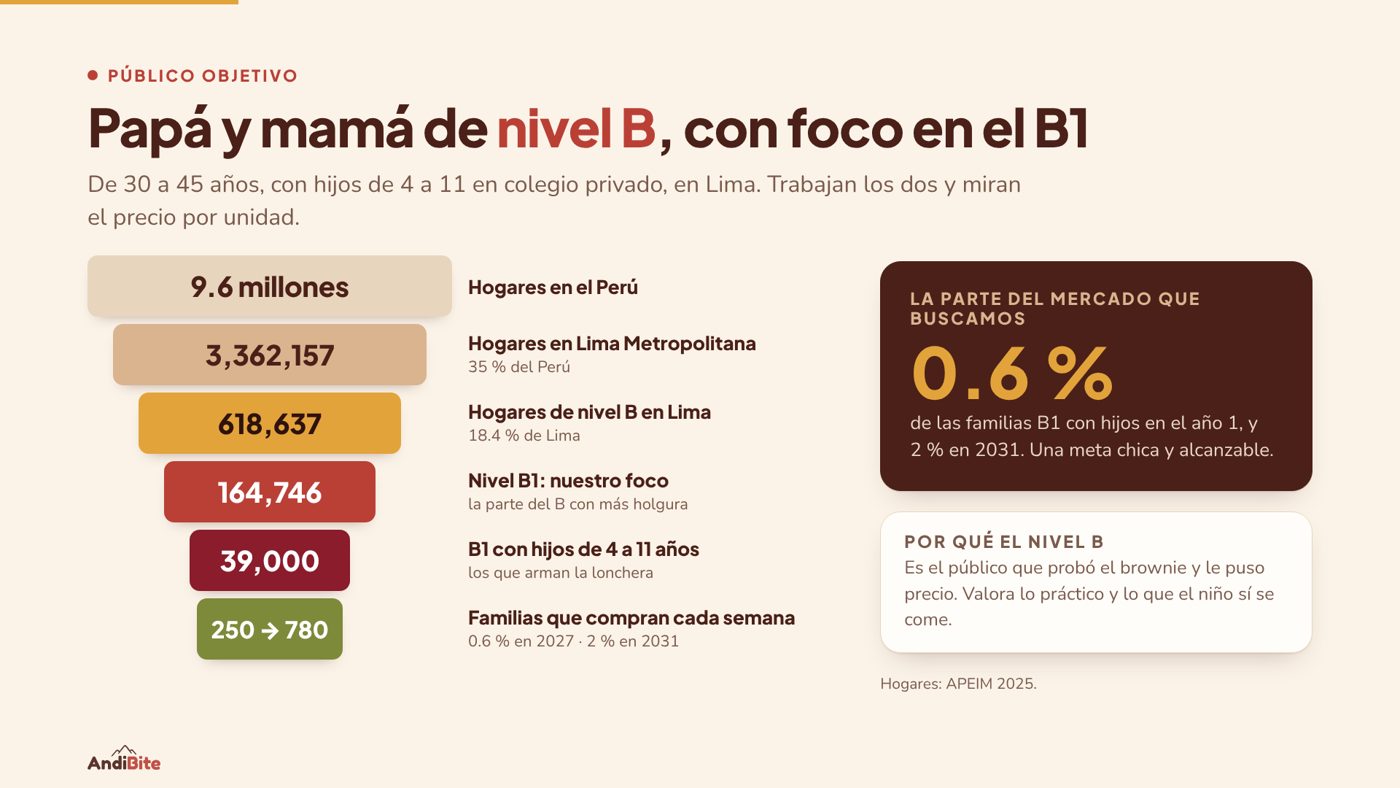 PÚBLICO OBJETIVO
Papá y mamá de nivel B, con foco en el B1
De 30 a 45 años, con hijos de 4 a 11 en colegio privado, en Lima. Trabajan los dos y miran
el precio por unidad.
9.6 millones
Hogares en el Perú
3,362,157
Hogares en Lima Metropolitana
35 % del Perú
618,637
Hogares de nivel B en Lima
18.4 % de Lima
164,746
Nivel B1: nuestro foco
la parte del B con más holgura
39,000
B1 con hijos de 4 a 11 años
los que arman la lonchera
250 → 780
Familias que compran cada semana
0.6 % en 2027 · 2 % en 2031
LA PARTE DEL MERCADO QUE
BUSCAMOS
0.6 %
de las familias B1 con hijos en el año 1, y
2 % en 2031. Una meta chica y alcanzable.
POR QUÉ EL NIVEL B
Es el público que probó el brownie y le puso
precio. Valora lo práctico y lo que el niño sí se
come.
Hogares: APEIM 2025.
AndiBite